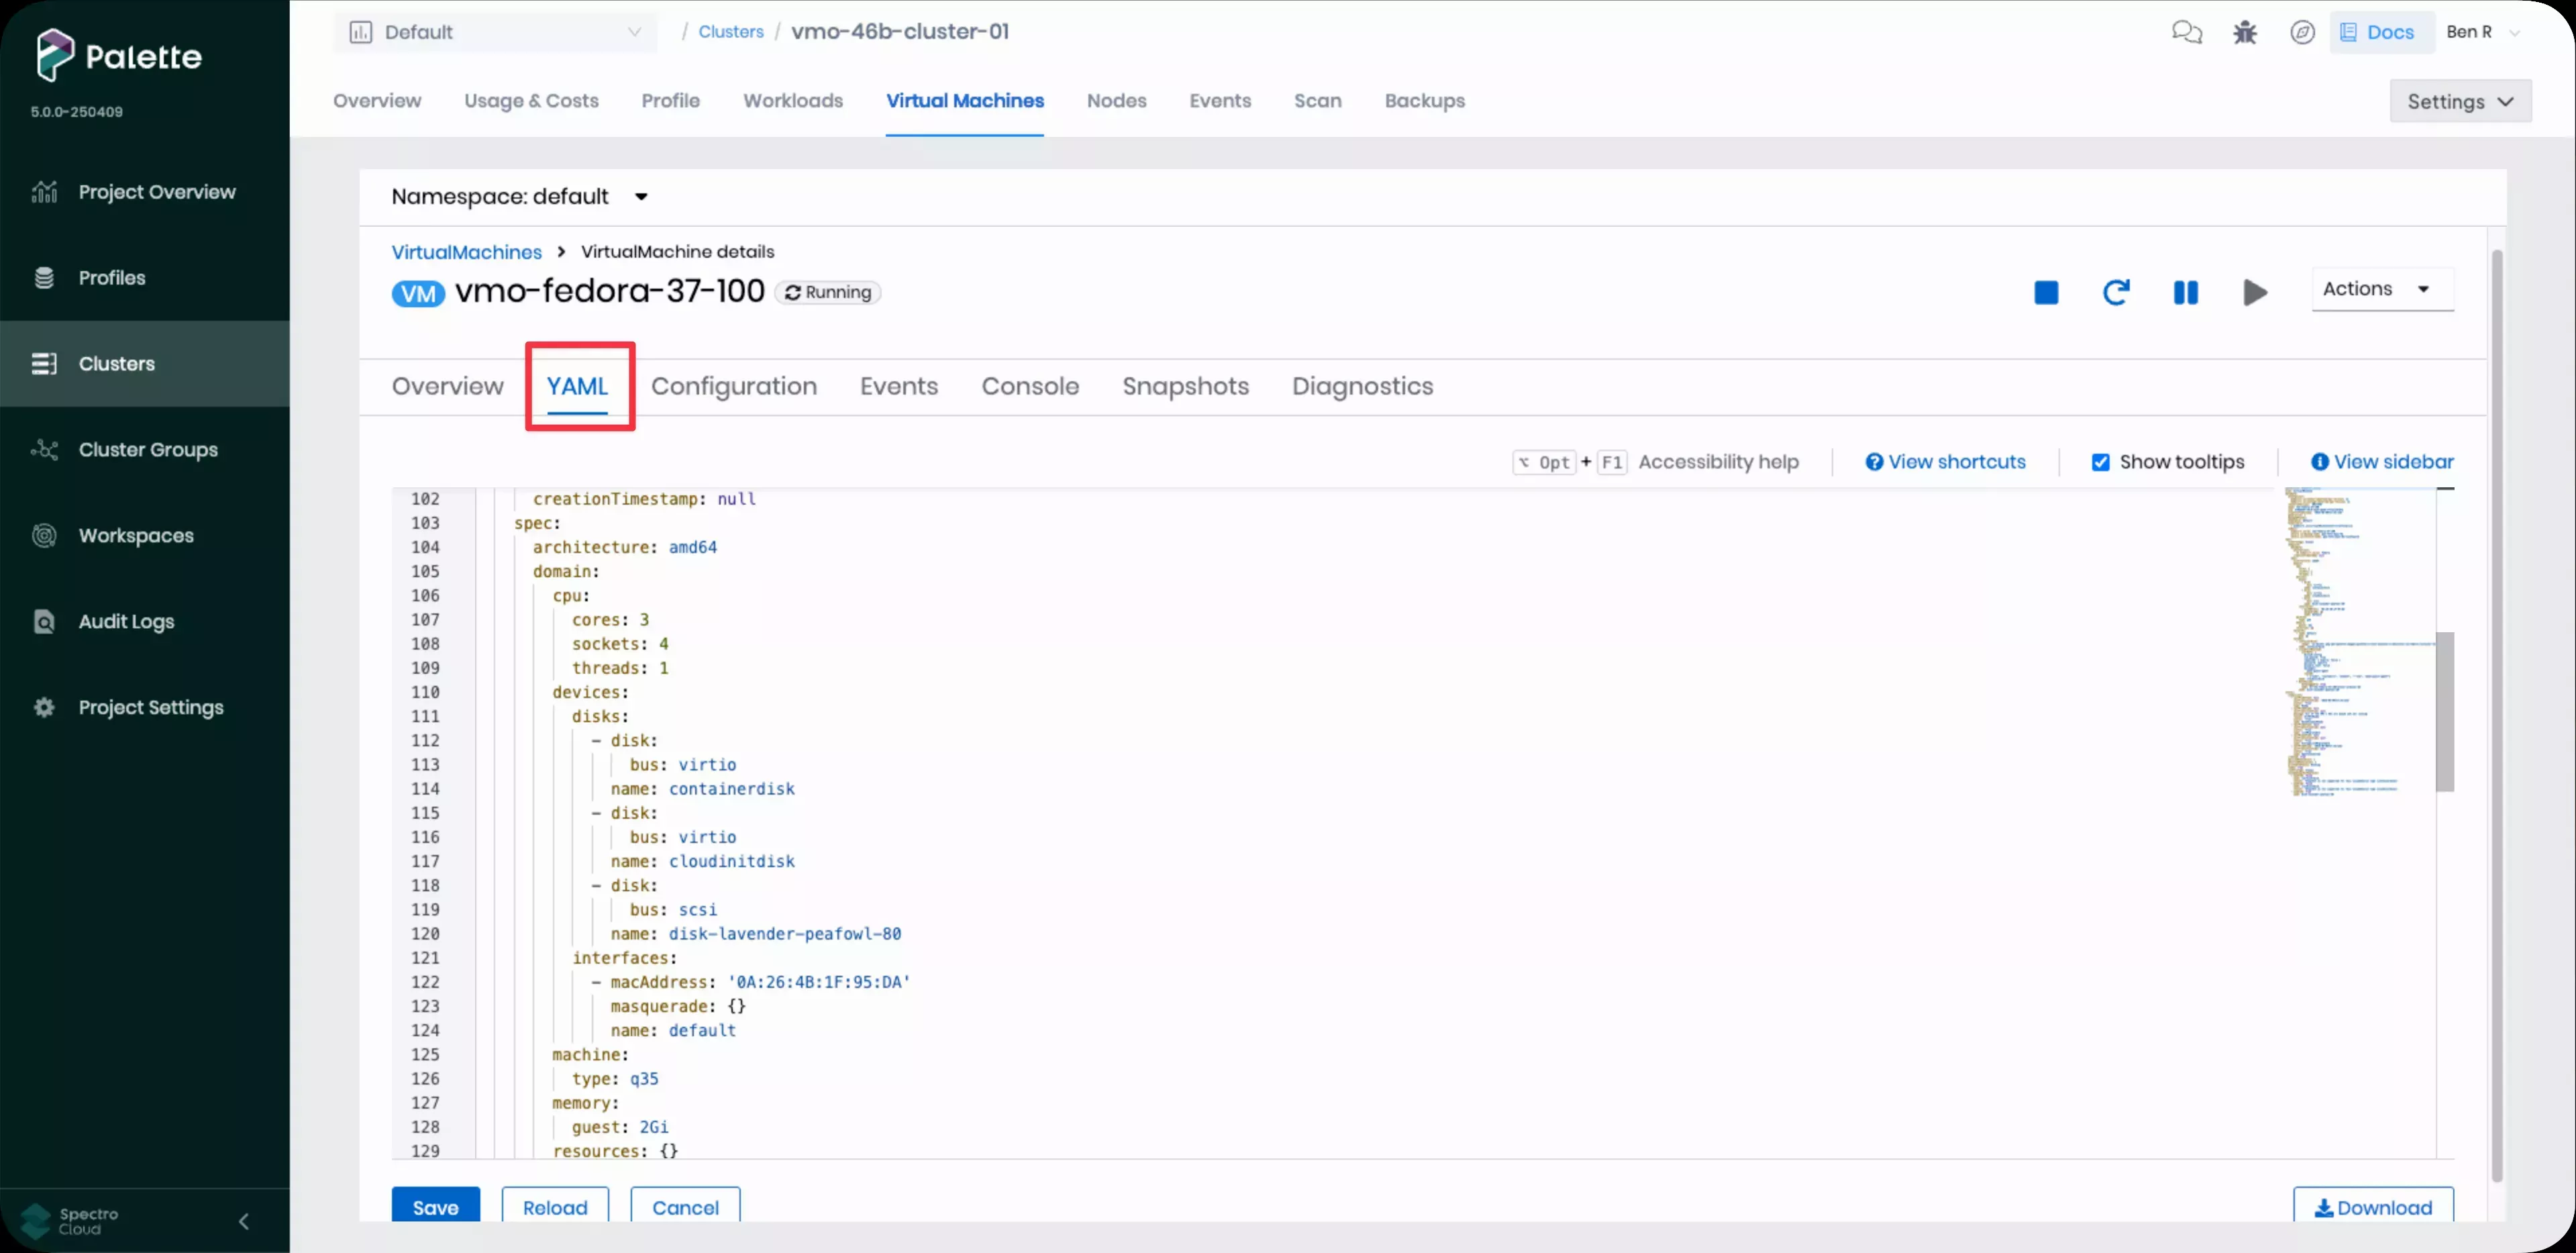 Palette
5.0.0-250409
Project Overview
Profiles
Clusters
Cluster Groups
Workspaces
Audit Logs
Project Settings
Spectro
Cloud
Default
/ Clusters / vmo-46b-cluster-01
Docs
Ben R
Overview Usage & Costs Profile Workloads Virtual Machines Nodes Events Scan Backups
Settings
Namespace: default
VirtualMachines > VirtualMachine details
VM vmo-fedora-37-100 Running
Actions
Overview YAML Configuration Events Console Snapshots Diagnostics
⌥ Opt + F1 Accessibility help View shortcuts Show tooltips View sidebar
102 creationTimestamp: null
103 spec:
104 architecture: amd64
105 domain:
106 cpu:
107 cores: 3
108 sockets: 4
109 threads: 1
110 devices:
111 disks:
112 - disk:
113 bus: virtio
114 name: containerdisk
115 - disk:
116 bus: virtio
117 name: cloudinitdisk
118 - disk:
119 bus: scsi
120 name: disk-lavender-peafowl-80
121 interfaces:
122 - macAddress: '0A:26:4B:1F:95:DA'
123 masquerade: {}
124 name: default
125 machine:
126 type: q35
127 memory:
128 guest: 2Gi
129 resources: {}
Save Reload Cancel Download